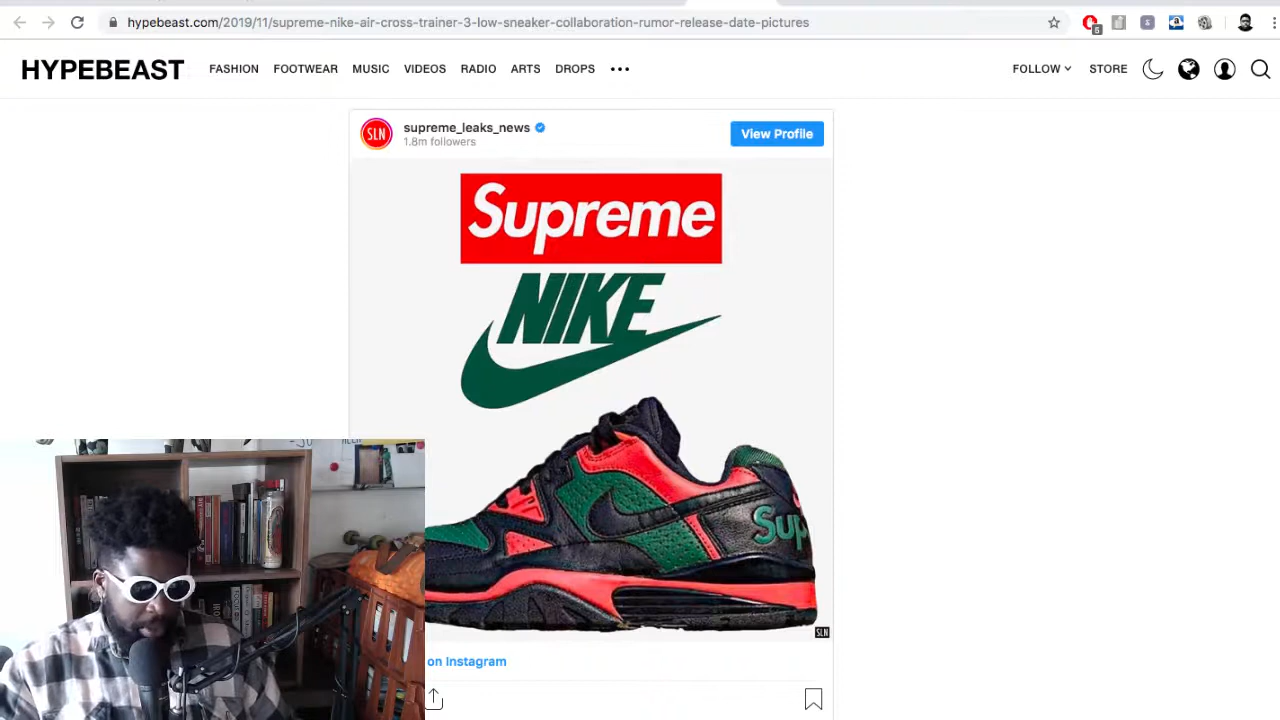 hypebeast.com/2019/11/supreme-nike-air-cross-trainer-3-low-sneaker-collaboration-rumor-release-date-pictures
5
HYPEBEAST FASHION FOOTWEAR MUSIC VIDEOS RADIO ARTS DROPS FOLLOW STORE
SLN supreme_leaks_news
1.8m followers
View Profile
Supreme
NIKE
Sup
SLN
on Instagram